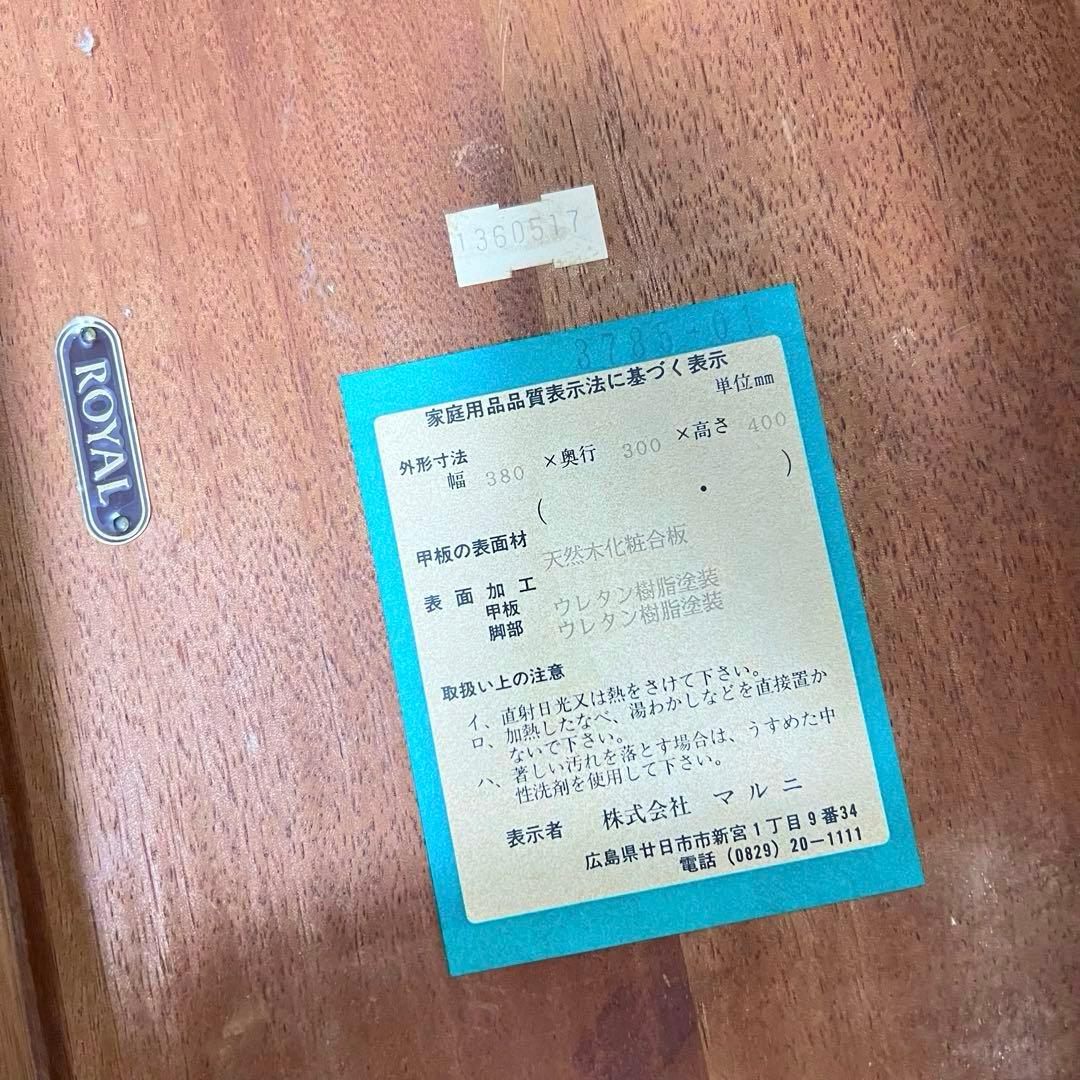 1360517
ROYAL
3785-01
家庭用品品質表示法に基づく表示
単位mm
外形寸法
幅 380 ×奥行 300 ×高さ 400
( ・ )
甲板の表面材 天然木化粧合板
表面加工
甲板 ウレタン樹脂塗装
脚部 ウレタン樹脂塗装
取扱い上の注意
イ、直射日光又は熱をさけて下さい。
ロ、加熱したなべ、湯わかしなどを直接置か
ないで下さい。
ハ、著しい汚れを落とす場合は、うすめた中
性洗剤を使用して下さい。
表示者 株式会社 マルニ
広島県廿日市市新宮1丁目9番34
電話(0829)20-1111